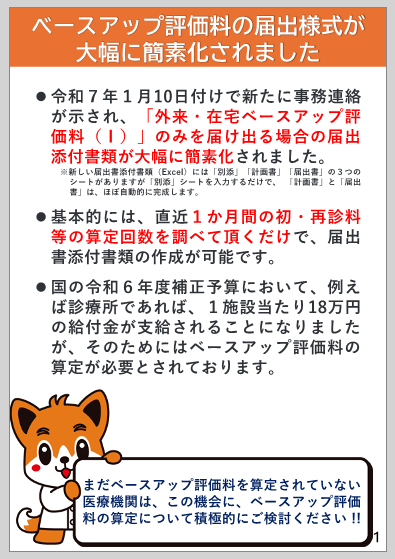 ベースアップ評価料の届出様式が
大幅に簡素化されました
●令和７年１月10日付けで新たに事務連絡
が示され、「外来・在宅ベースアップ評
価料（Ⅰ）」のみを届け出る場合の届出
添付書類が大幅に簡素化されました。
※新しい届出書添付書類（Excel）には「別添」「計画書」「届出書」の３つの
シートがありますが「別添」シートを入力するだけで、「計画書」と「届出
書」は、ほぼ自動的に完成します。
●基本的には、直近１か月間の初・再診料
等の算定回数を調べて頂くだけで、届出
書添付書類の作成が可能です。
●国の令和６年度補正予算において、例え
ば診療所であれば、１施設当たり18万円
の給付金が支給されることになりました
が、そのためにはベースアップ評価料の
算定が必要とされております。
まだベースアップ評価料を算定されていない
医療機関は、この機会に、ベースアップ評価
料の算定について積極的にご検討ください!!
1